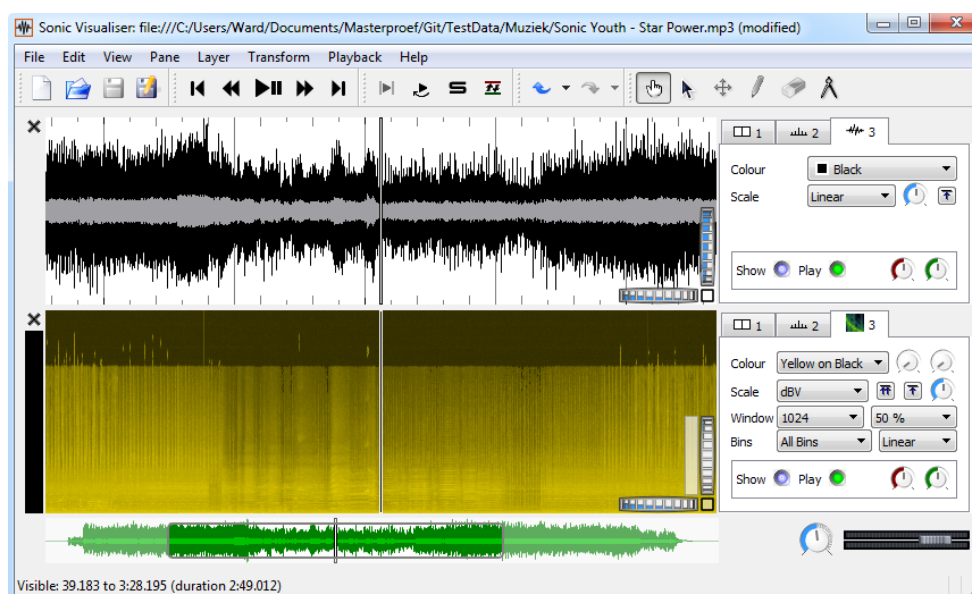 Sonic Visualiser: file:///C:/Users/Ward/Documents/Masterproef/Git/TestData/Muziek/Sonic Youth - Star Power.mp3 (modified)
File Edit View Pane Layer Transform Playback Help
1 2 3
Colour Black
Scale Linear
Show Play
1 2 3
Colour Yellow on Black
Scale dBV
Window 1024 50 %
Bins All Bins Linear
Show Play
Visible: 39.183 to 3:28.195 (duration 2:49.012)